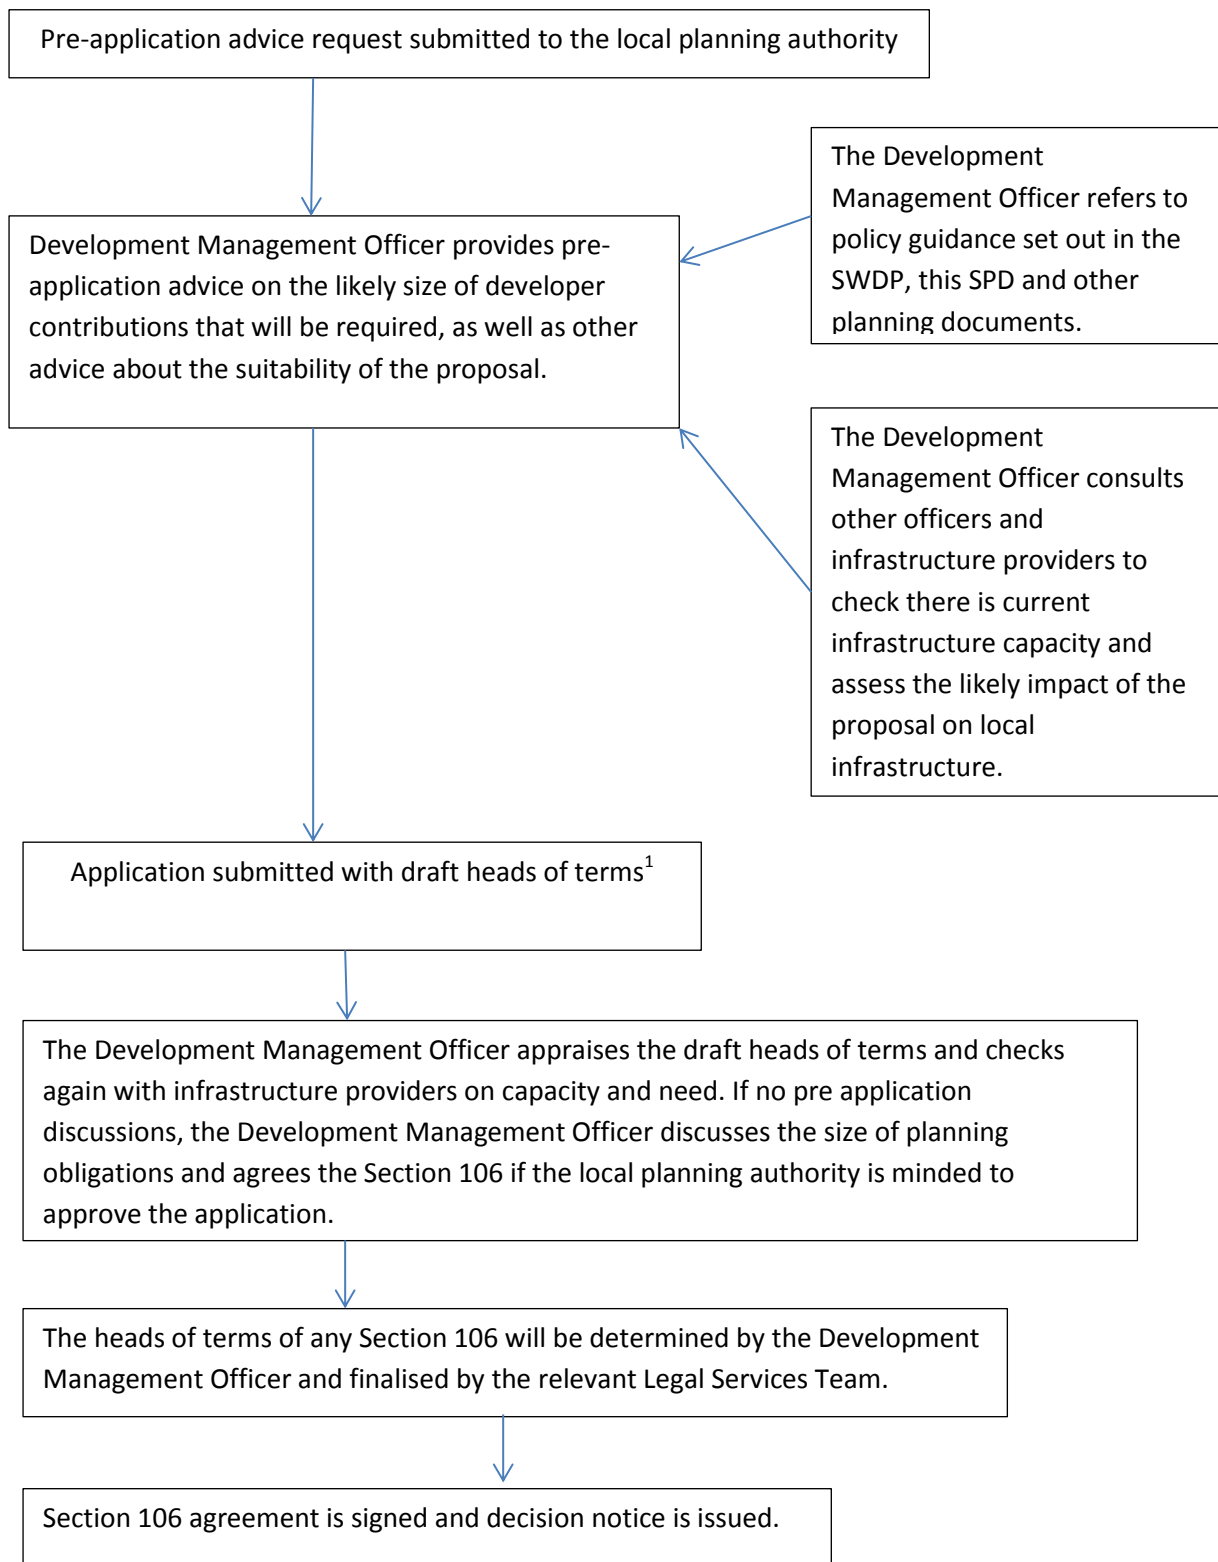 Pre-application advice request submitted to the local planning authority
The Development
Management Officer refers to
policy guidance set out in the
SWDP, this SPD and other
planning documents.
Development Management Officer provides pre-
application advice on the likely size of developer
contributions that will be required, as well as other
advice about the suitability of the proposal.
The Development
Management Officer consults
other officers and
infrastructure providers to
check there is current
infrastructure capacity and
assess the likely impact of the
proposal on local
infrastructure.
Application submitted with draft heads of terms¹
The Development Management Officer appraises the draft heads of terms and checks
again with infrastructure providers on capacity and need. If no pre application
discussions, the Development Management Officer discusses the size of planning
obligations and agrees the Section 106 if the local planning authority is minded to
approve the application.
The heads of terms of any Section 106 will be determined by the Development
Management Officer and finalised by the relevant Legal Services Team.
Section 106 agreement is signed and decision notice is issued.